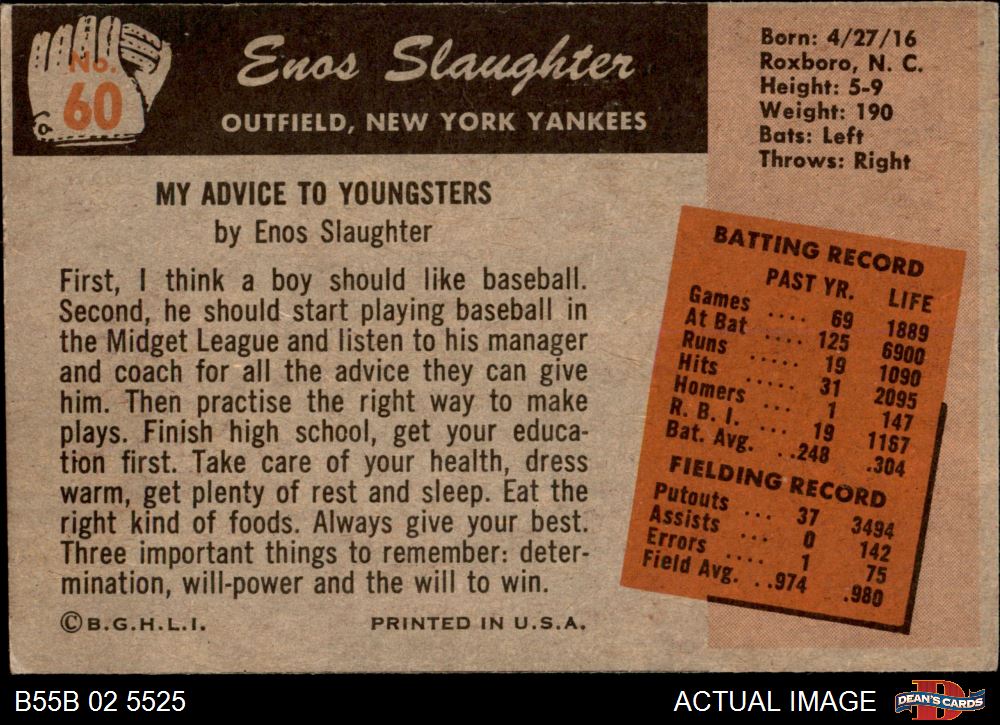 No.
60
Enos Slaughter
OUTFIELD, NEW YORK YANKEES
Born: 4/27/16
Roxboro, N. C.
Height: 5-9
Weight: 190
Bats: Left
Throws: Right
MY ADVICE TO YOUNGSTERS
by Enos Slaughter
First, I think a boy should like baseball.
Second, he should start playing baseball in
the Midget League and listen to his manager
and coach for all the advice they can give
him. Then practise the right way to make
plays. Finish high school, get your educa-
tion first. Take care of your health, dress
warm, get plenty of rest and sleep. Eat the
right kind of foods. Always give your best.
Three important things to remember: deter-
mination, will-power and the will to win.
©B.G.H.L.I. PRINTED IN U.S.A.
BATTING RECORD
PAST YR. LIFE
Games .... 69 1889
At Bat .... 125 6900
Runs ..... 19 1090
Hits ..... 31 2095
Homers ... 1 147
R. B. I. ... 19 1167
Bat. Avg. ..248 .304
FIELDING RECORD
Putouts ... 37 3494
Assists ... 0 142
Errors .... 1 75
Field Avg. ..974 .980
B55B 02 5525
ACTUAL IMAGE
DEAN'S CARDS